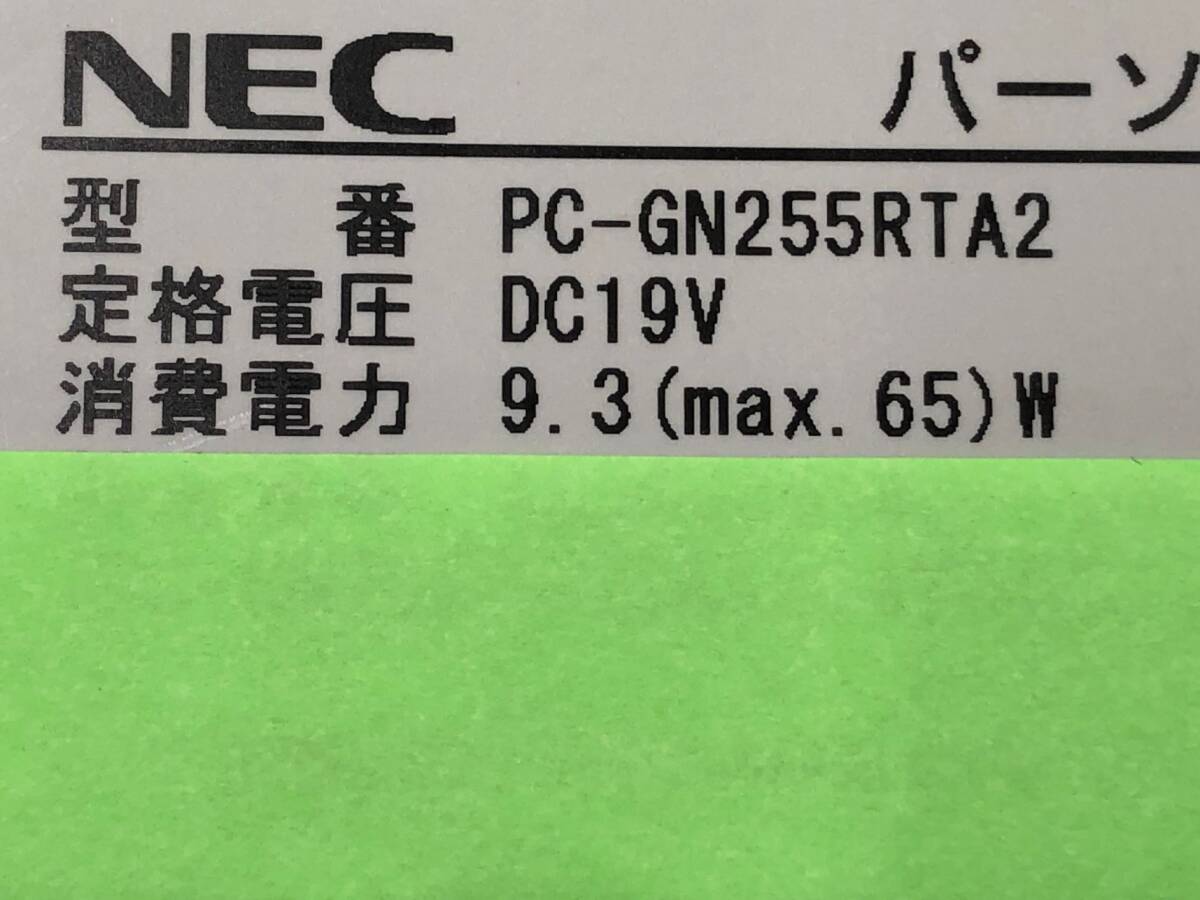 NEC パーソ
型番 PC-GN255RTA2
定格電圧 DC19V
消費電力 9.3(max.65)W